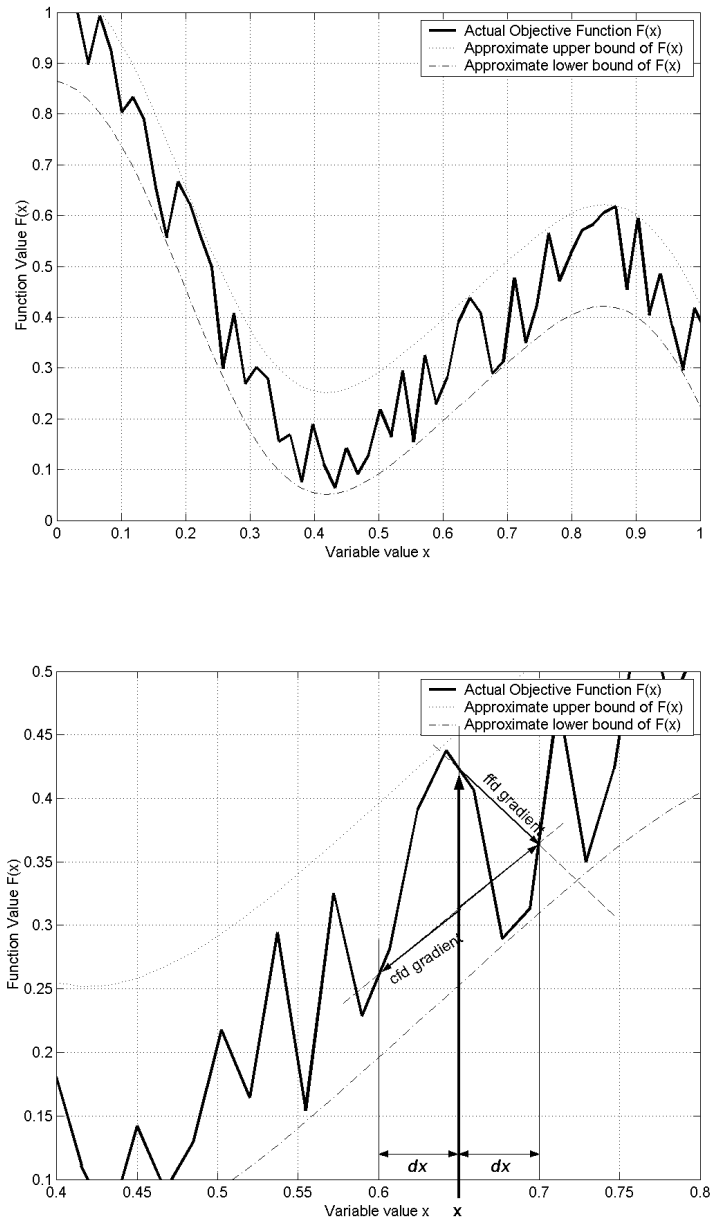 1
0.9
0.8
0.7
0.6
0.5
0.4
0.3
0.2
0.1
0
Function Value F(x)
Actual Objective Function F(x)
Approximate upper bound of F(x)
Approximate lower bound of F(x)
0 0.1 0.2 0.3 0.4 0.5 0.6 0.7 0.8 0.9 1
Variable value x
0.5
0.45
0.4
0.35
0.3
0.25
0.2
0.15
0.1
Function Value F(x)
Actual Objective Function F(x)
Approximate upper bound of F(x)
Approximate lower bound of F(x)
ffd gradient
cfd gradient
dx dx
0.4 0.45 0.5 0.55 0.6 0.65 0.7 0.75 0.8
Variable value x x